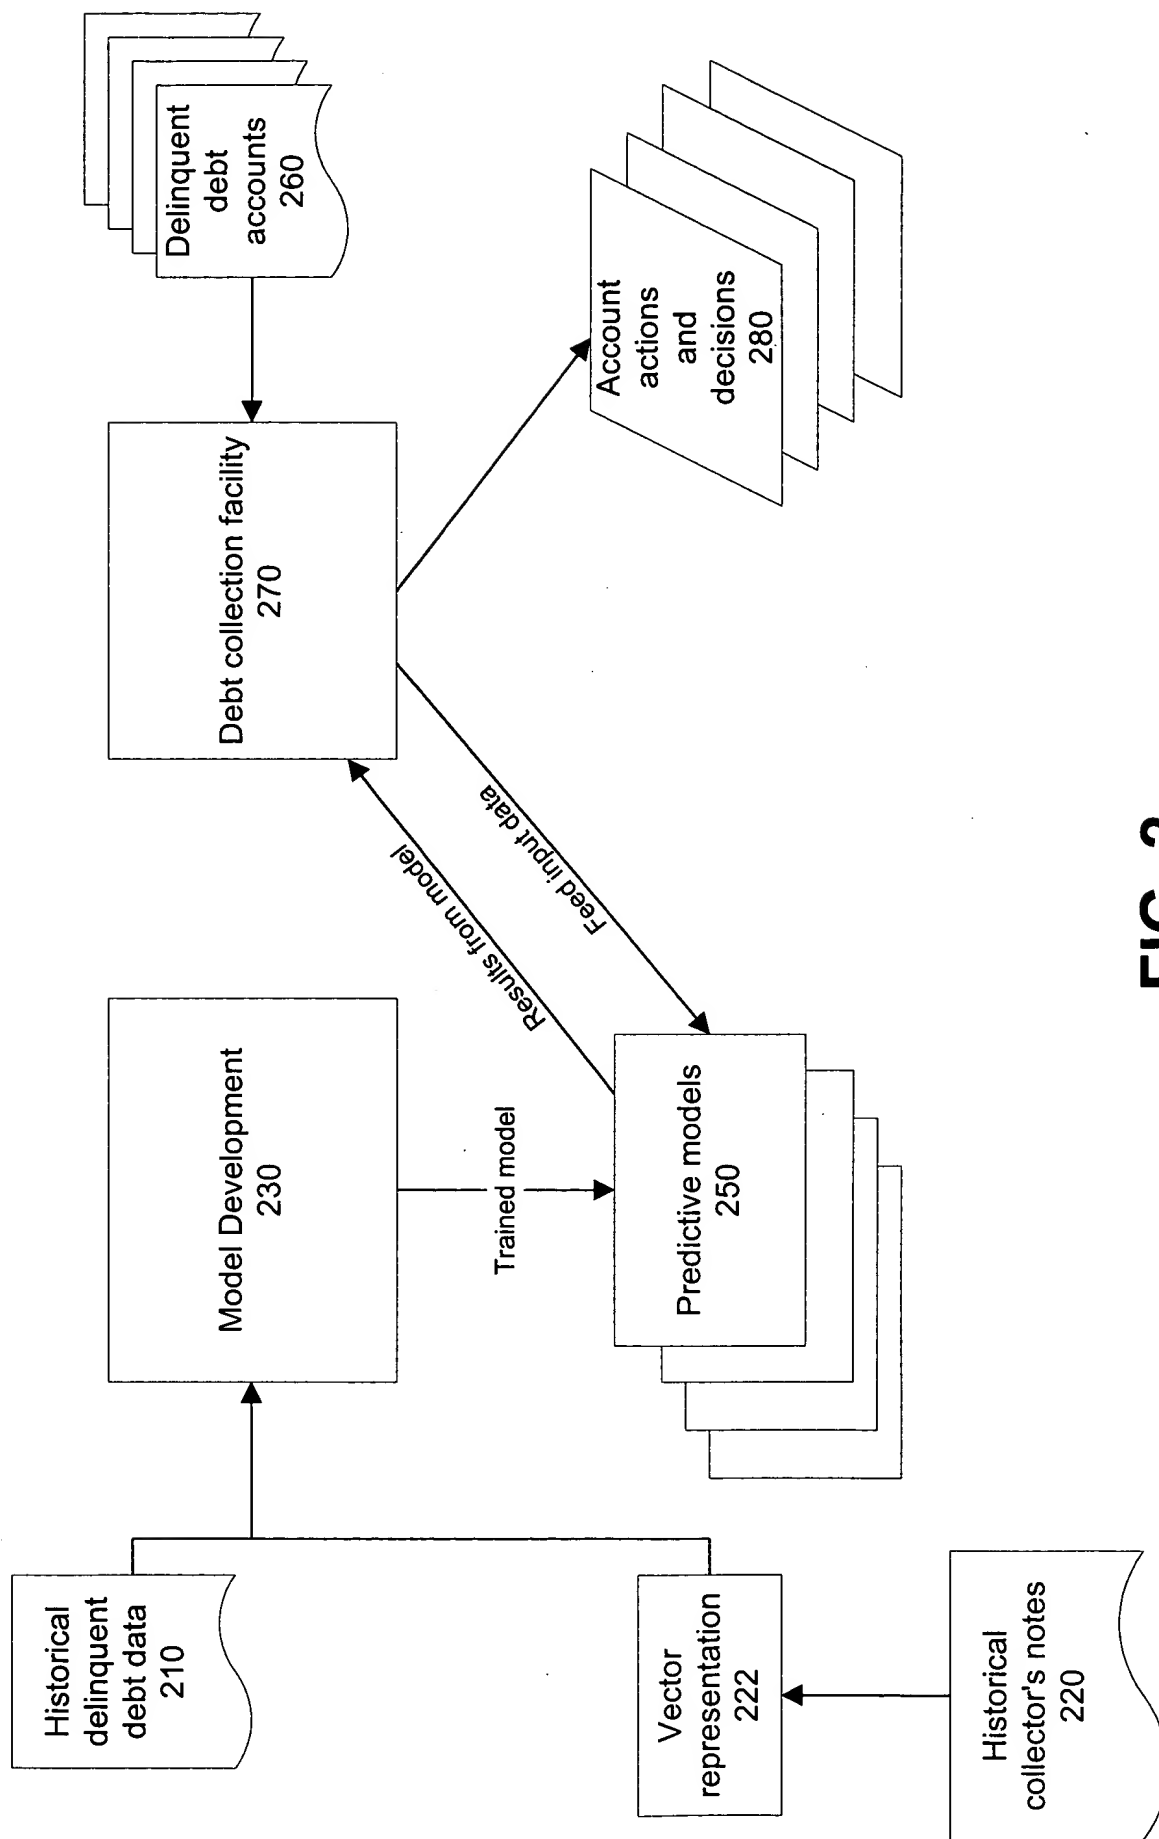 Historical
delinquent
debt data
210
Model Development
230
Debt collection facility
270
Delinquent
debt
accounts
260
Trained model
Results from model
Feed input data
Vector
representation
222
Predictive models
250
Account
actions
and
decisions
280
Historical
collector's notes
220